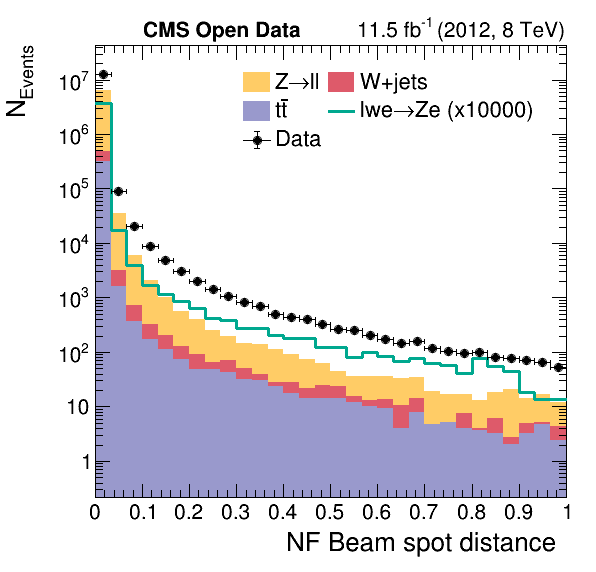 CMS Open Data 11.5 fb⁻¹ (2012, 8 TeV)
N_Events
Z→ll W+jets
tt̄ lwe→Ze (x10000)
Data
10⁷
10⁶
10⁵
10⁴
10³
10²
10
1
0 0.1 0.2 0.3 0.4 0.5 0.6 0.7 0.8 0.9 1
NF Beam spot distance